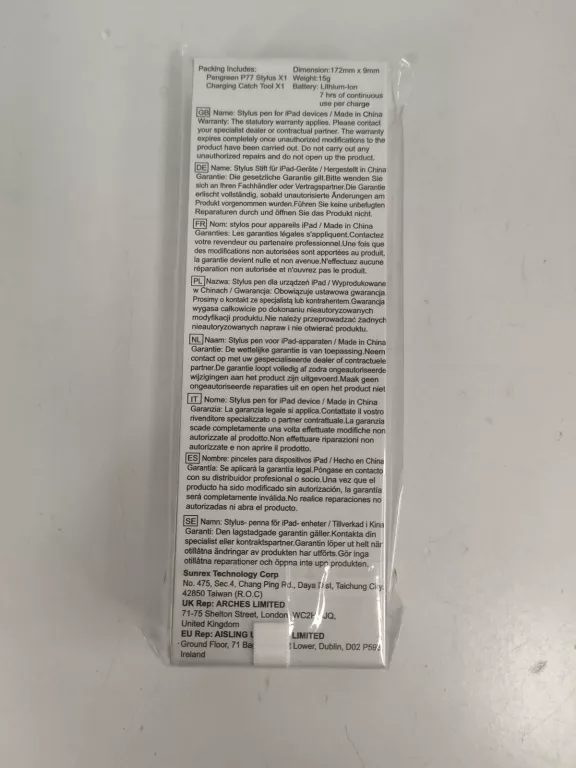 Packing Includes:
Pengreen P77 Stylus X1
Charging Catch Tool X1
Dimension:172mm x 9mm
Weight:15g
Battery: Lithium-Ion
7 hrs of continuous
use per charge
GB Name: Stylus pen for iPad devices / Made in China
Warranty: The statutory warranty applies. Please contact
your specialist dealer or contractual partner. The warranty
expires completely once unauthorized modifications to the
product have been carried out. Do not carry out any
unauthorized repairs and do not open up the product.
DE Name: Stylus Stift für iPad-Geräte / Hergestellt in China
Garantie: Die gesetzliche Garantie gilt.Bitte wenden Sie
sich an Ihren Fachhändler oder Vertragspartner.Die Garantie
erlischt vollständig, sobald unautorisierte Änderungen am
Produkt vorgenommen wurden.Führen Sie keine unbefugten
Reparaturen durch und öffnen Sie das Produkt nicht.
FR Nom: stylos pour appareils iPad / Made in China
Garanties: Les garanties légales s'appliquent.Contactez
votre revendeur ou partenaire professionnel.Une fois que
des modifications non autorisées sont apportées au produit,
la garantie devient nulle et non avenue.N'effectuez aucune
réparation non autorisée et n'ouvrez pas le produit.
PL Nazwa: Stylus pen dla urządzeń iPad / Wyprodukowane
w Chinach / Gwarancja: Obowiązuje ustawowa gwarancja
Prosimy o kontakt ze specjalistą lub kontrahentem.Gwarancja
wygasa całkowicie po dokonaniu nieautoryzowanych
modyfikacji produktu.Nie należy przeprowadzać żadnych
nieautoryzowanych napraw i nie otwierać produktu.
NL Naam: Stylus pen voor iPad-apparaten / Made in China
Garantie: De wettelijke garantie is van toepassing.Neem
contact op met uw gespecialiseerde dealer of contractuele
partner.De garantie loopt volledig af zodra ongeautoriseerde
wijzigingen aan het product zijn uitgevoerd.Maak geen
ongeautoriseerde reparaties uit en open het product niet
IT Nome: Stylus pen for iPad device / Made in China
Garanzia: La garanzia legale si applica.Contattate il vostro
rivenditore specializzato o partner contrattuale.La garanzia
scade completamente una volta effettuate modifiche non
autorizzate al prodotto.Non effettuare riparazioni non
autorizzate e non aprire il prodotto.
ES Nombre: pinceles para dispositivos iPad / Hecho en China
Garantía: Se aplicará la garantía legal.Póngase en contacto
con su distribuidor profesional o socio.Una vez que el
producto ha sido modificado sin autorización, la garantía
será completamente inválida.No realice reparaciones no
autorizadas ni abra el producto.
SE Namn: Stylus- penna för iPad- enheter / Tillverkad i Kina
Garanti: Den lagstadgade garantin gäller.Kontakta din
specialist eller kontraktspartner.Garantin löper ut helt när
otillåtna ändringar av produkten har utförts.Gör inga
otillåtna reparationer och öppna inte upp produkten.
Sunrex Technology Corp
No. 475, Sec.4, Chang Ping Rd., Daya Dist, Taichung City
42850 Taiwan (R.O.C)
UK Rep: ARCHES LIMITED
71-75 Shelton Street, London,
United Kingdom
EU Rep: AISLING LIMITED
Ground Floor, 71 Lower, Dublin, D02
Ireland